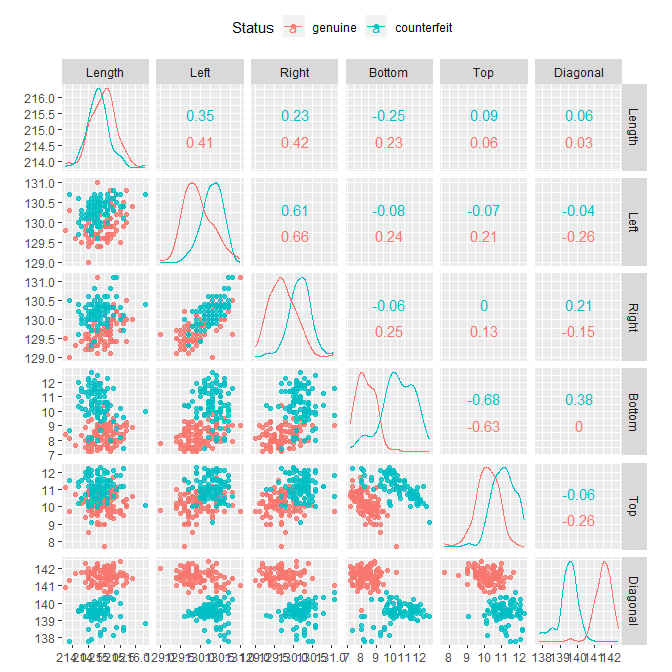 Status a genuine a counterfeit
Length Left Right Bottom Top Diagonal
216.0
215.5
215.0
214.5
214.0
0.35 0.23 -0.25 0.09 0.06
0.41 0.42 0.23 0.06 0.03
Length
131.0
130.5
130.0
129.5
129.0
0.61 -0.08 -0.07 -0.04
0.66 0.24 0.21 -0.26
Left
131.0
130.5
130.0
129.5
129.0
-0.06 0 0.21
0.25 0.13 -0.15
Right
12
11
10
9
8
7
-0.68 0.38
-0.63 0
Bottom
12
11
10
9
8
-0.06
-0.26
Top
142
141
140
139
138
Diagonal
7 8 9 10 11 12 8 9 10 11 12 138 139 140 141 142